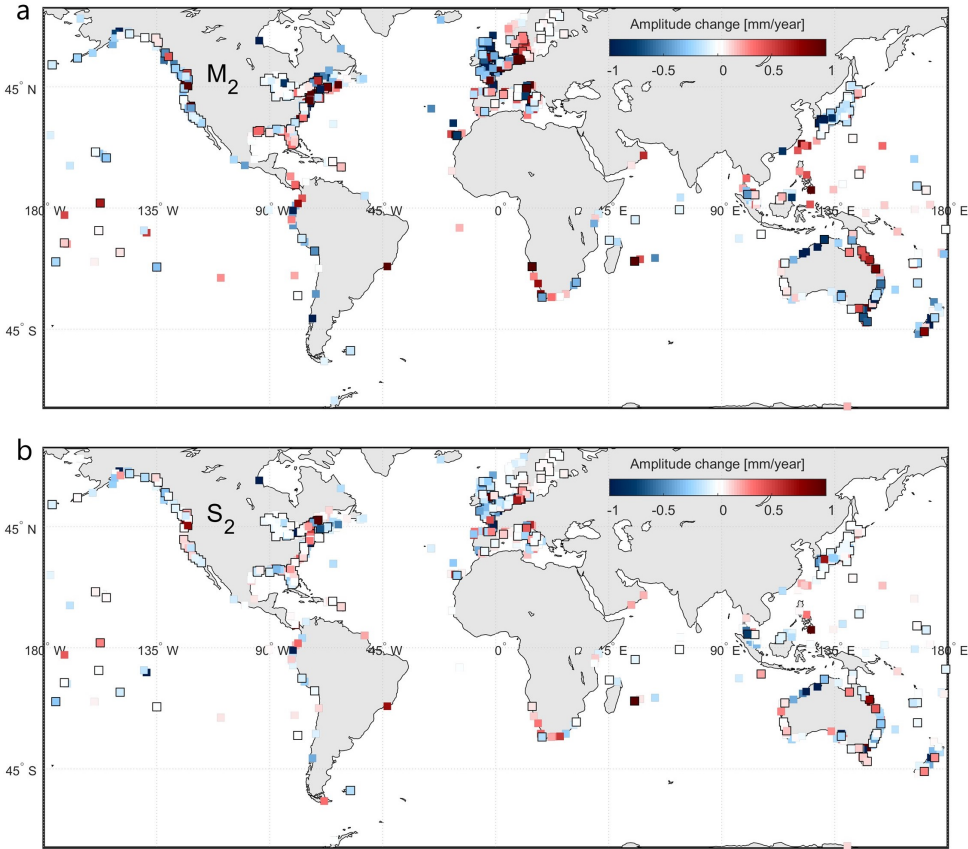 a
Amplitude change [mm/year]
-1 -0.5 0 0.5 1
M2
45° N
180° W 135° W 90° W 45° W 0° 45° E 90° E 135° E 180° E
45° S
b
Amplitude change [mm/year]
-1 -0.5 0 0.5 1
S2
45° N
180° W 135° W 90° W 45° W 0° 45° E 90° E 135° E 180° E
45° S